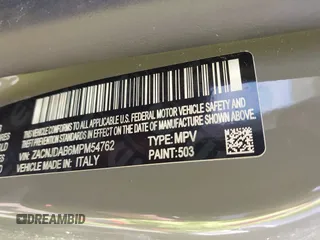 THIS VEHICLE CONFORMS TO ALL APPLICABLE U.S. FEDERAL MOTOR VEHICLE SAFETY AND
THEFT PREVENTION STANDARDS IN EFFECT ON THE DATE OF MANUFACTURE SHOWN ABOVE.
VIN: ZACNJDAB6MPM54762
TYPE: MPV
VEHICLE MADE IN: ITALY
PAINT: 503
DREAMBID